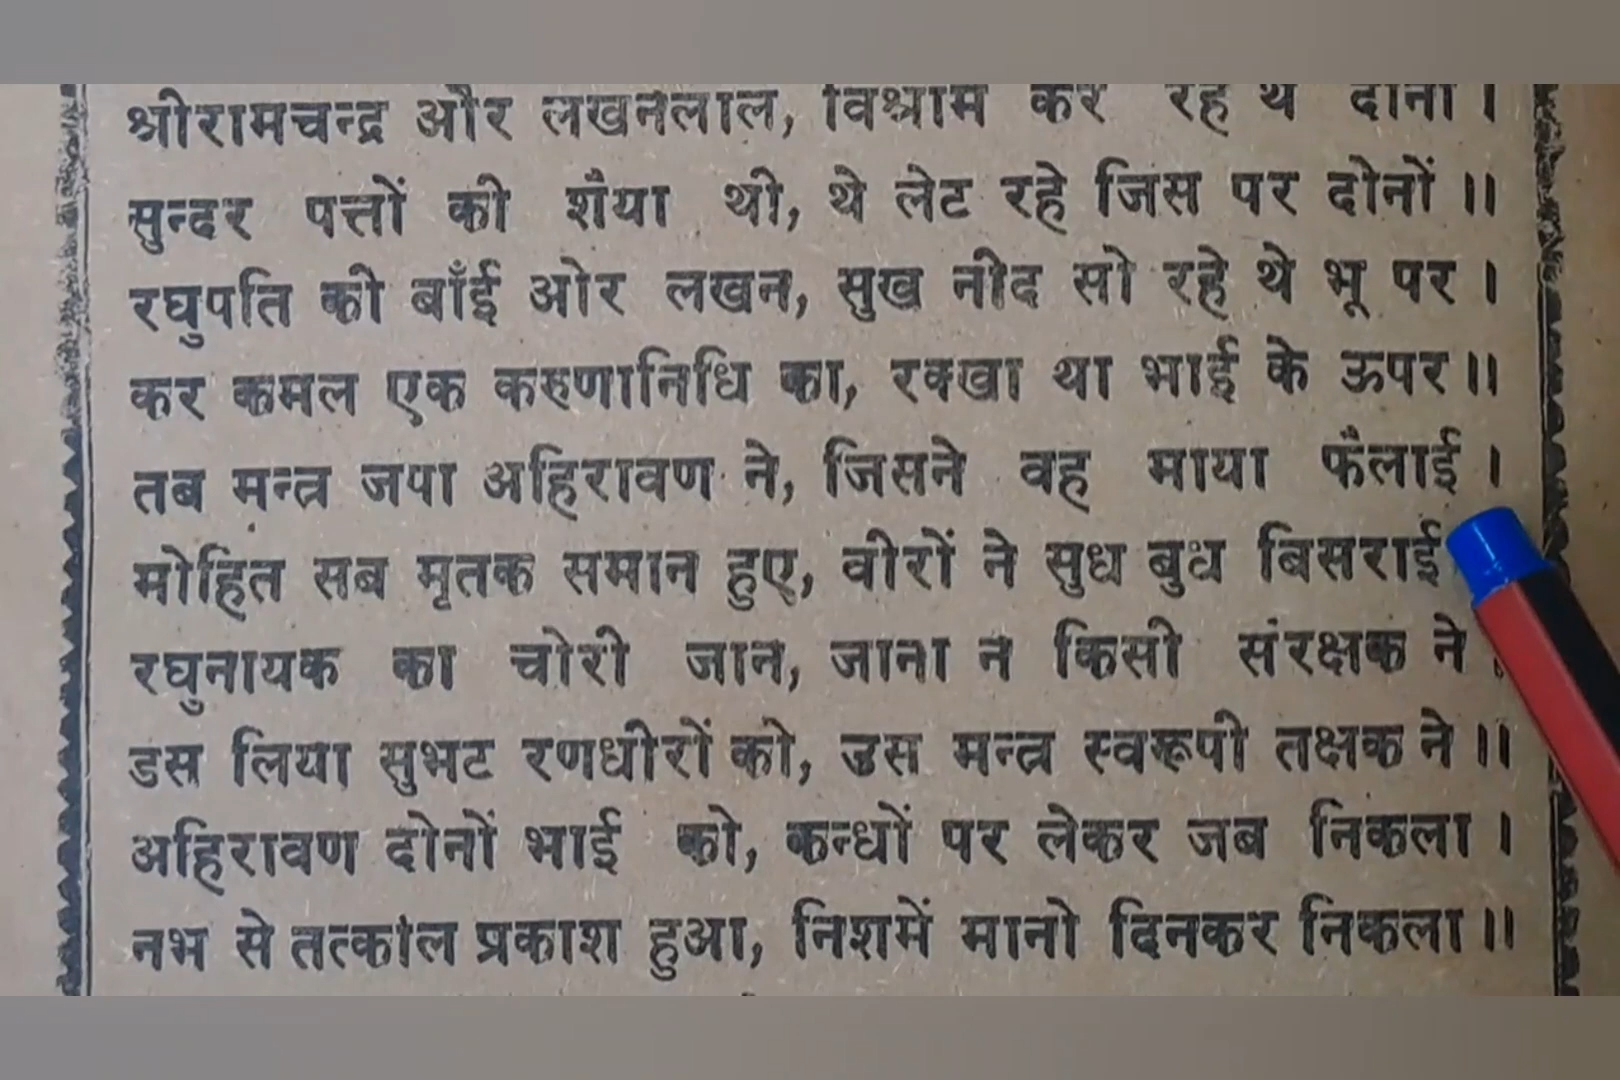 श्रीरामचन्द्र और लखनलाल, विश्राम कर रहे थे दोनों ।
सुन्दर पत्तों की शैया थी, थे लेट रहे जिस पर दोनों ॥
रघुपति की बाँई ओर लखन, सुख नींद सो रहे थे भू पर ।
कर कमल एक करुणानिधि का, रक्खा था भाई के ऊपर ॥
तब मन्त्र जपा अहिरावण ने, जिसने वह माया फैलाई ।
मोहित सब मृतक समान हुए, वीरों ने सुध बुध बिसराई
रघुनायक का चोरी जान, जाना न किसी संरक्षक ने ।
डस लिया सुभट रणधीरों को, उस मन्त्र स्वरूपी तक्षक ने ॥
अहिरावण दोनों भाई को, कन्धों पर लेकर जब निकला ।
नभ से तत्काल प्रकाश हुआ, निशमें मानो दिनकर निकला ॥